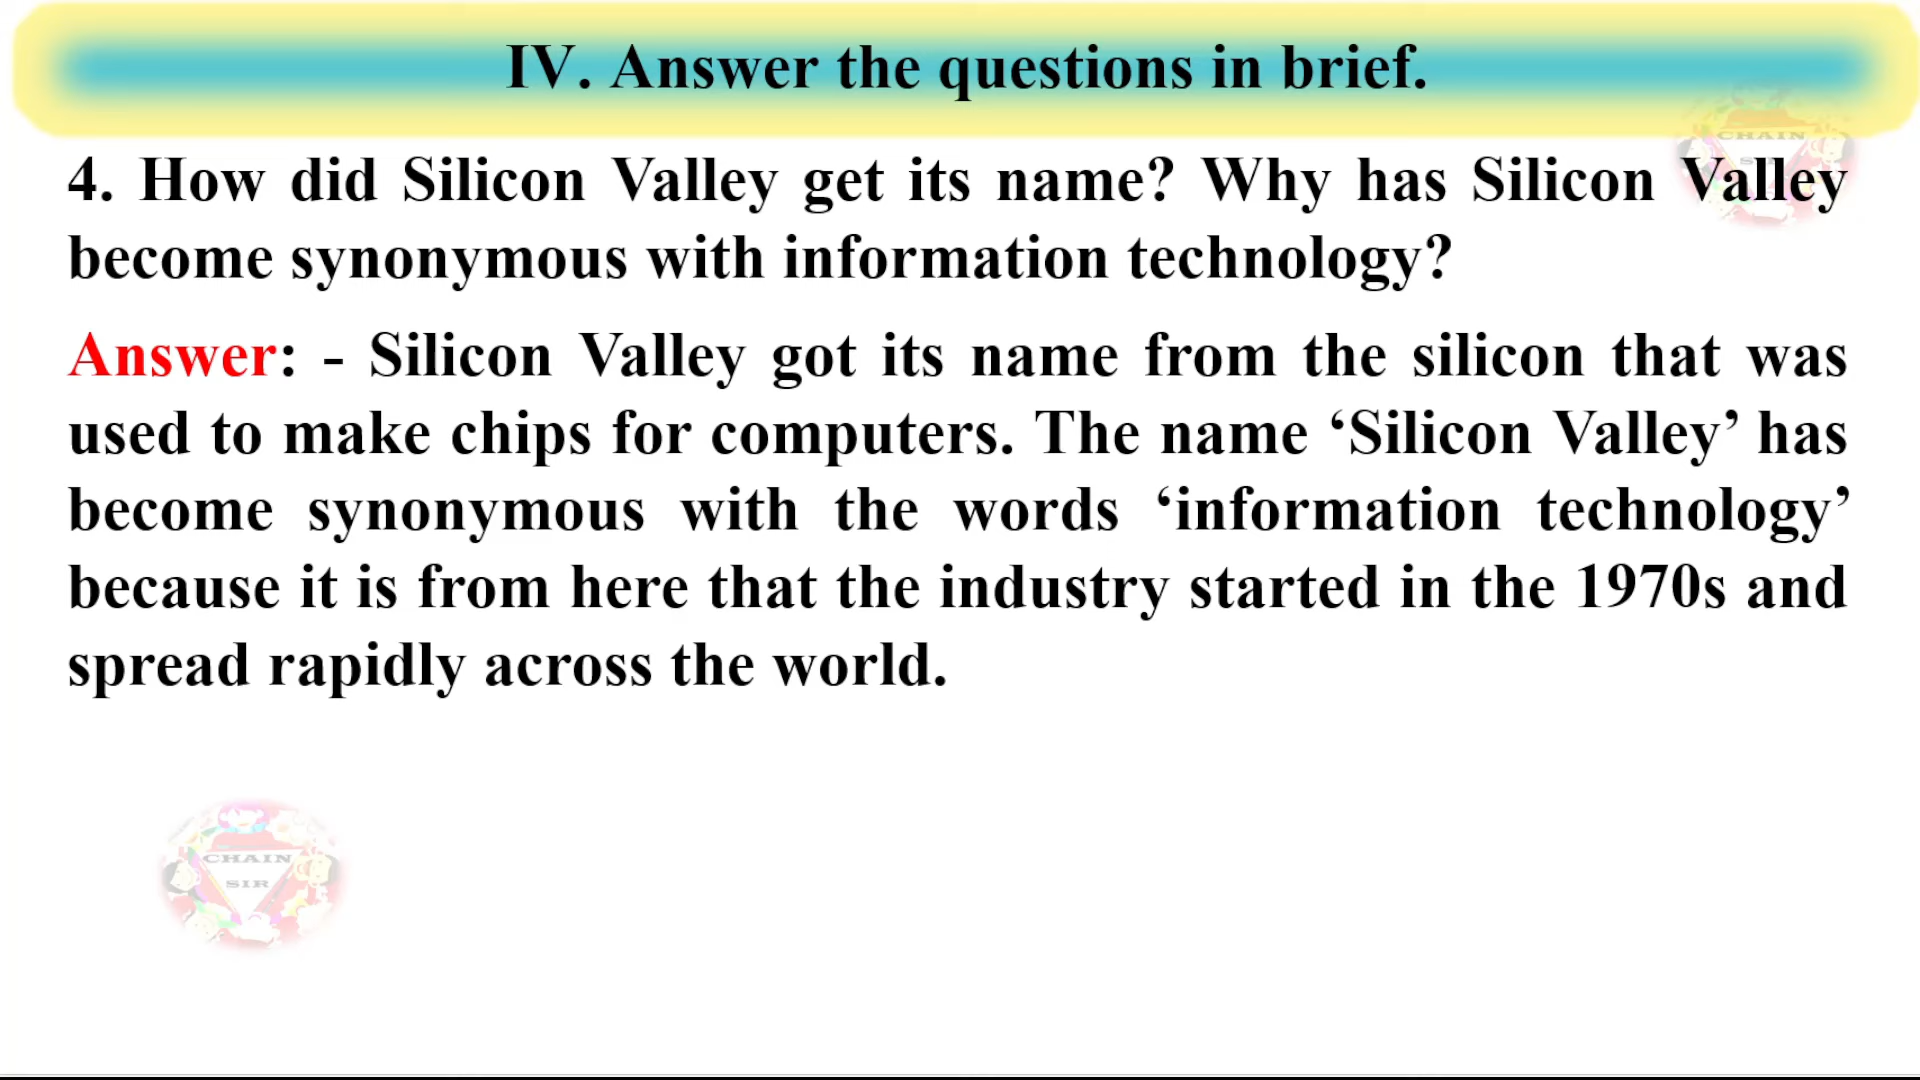 IV. Answer the questions in brief.
CHAIN
4. How did Silicon Valley get its name? Why has Silicon Valley
become synonymous with information technology?
Answer: - Silicon Valley got its name from the silicon that was
used to make chips for computers. The name ‘Silicon Valley’ has
become synonymous with the words ‘information technology’
because it is from here that the industry started in the 1970s and
spread rapidly across the world.
CHAIN
SIR